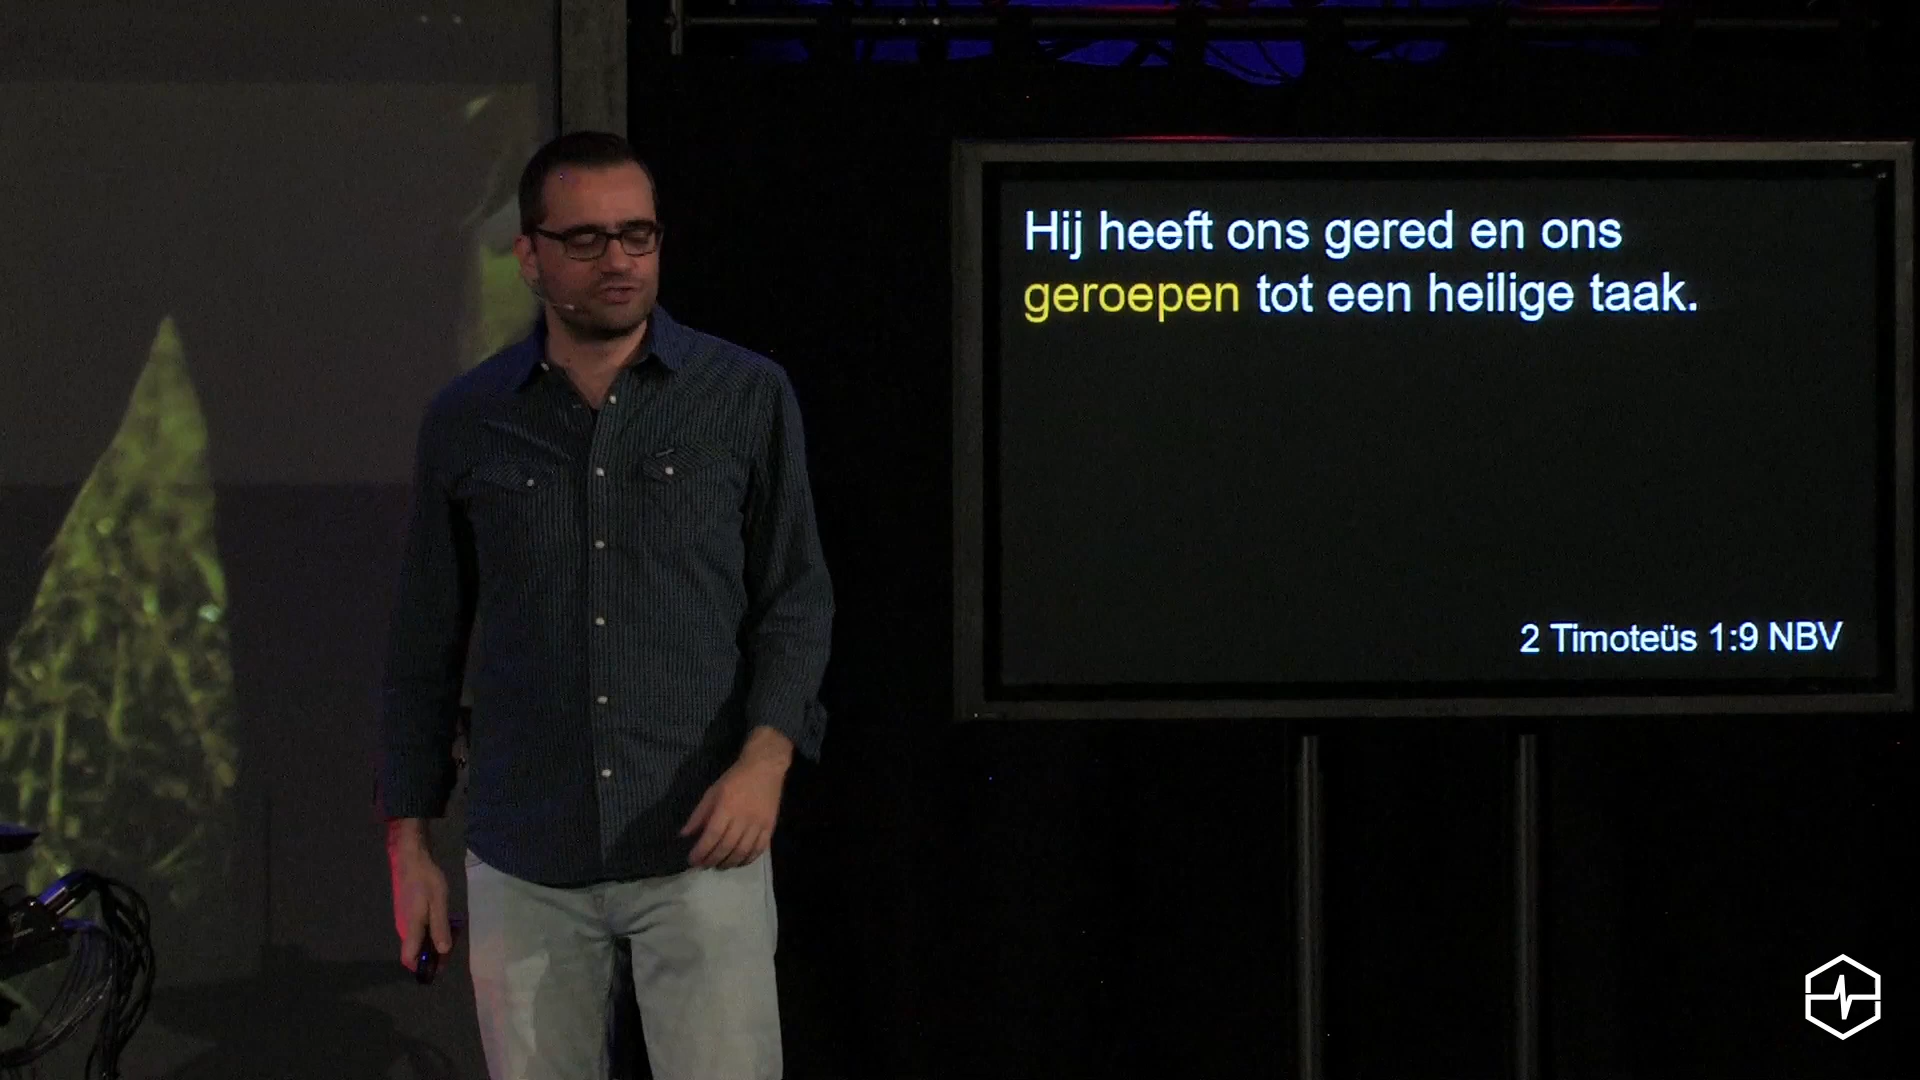 Hij heeft ons gered en ons
geroepen tot een heilige taak.
2 Timoteüs 1:9 NBV